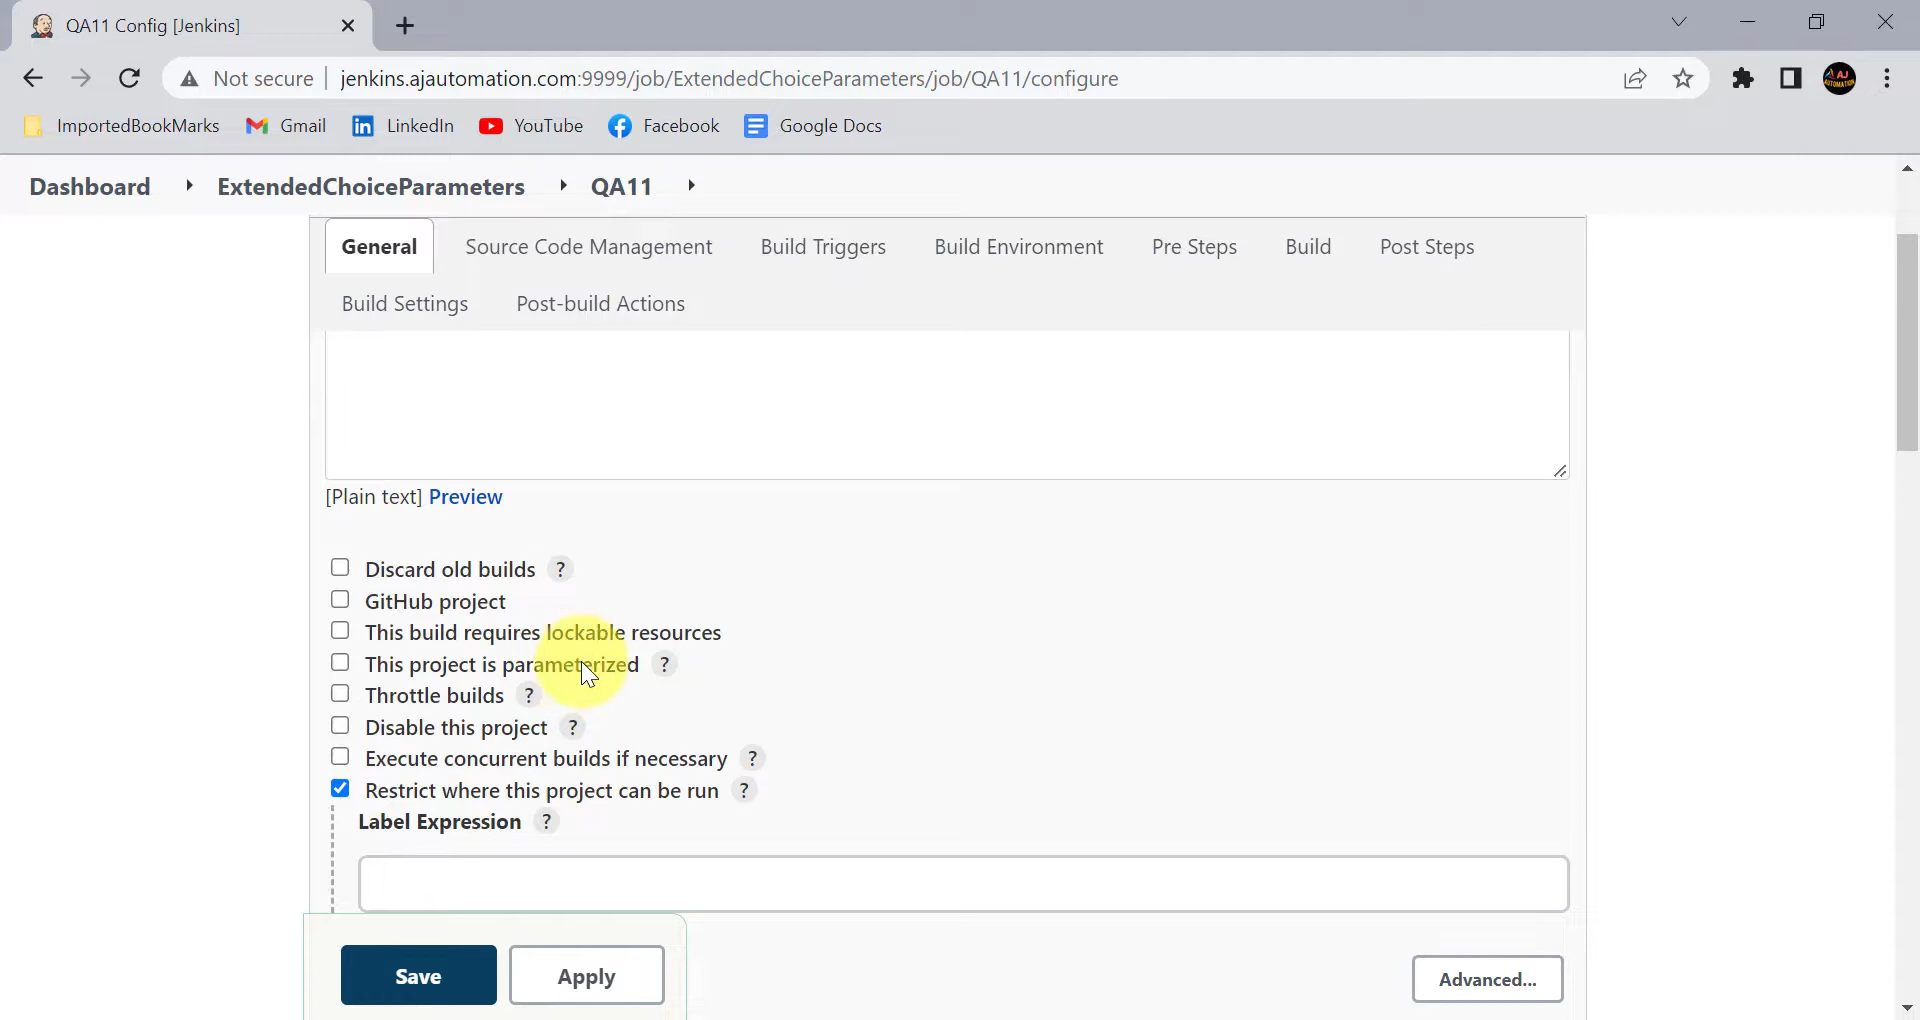 QA11 Config [Jenkins]
Not secure jenkins.ajautomation.com:9999/job/ExtendedChoiceParameters/job/QA11/configure
AJ
AUTOMATION
ImportedBookMarks Gmail LinkedIn YouTube Facebook Google Docs
Dashboard ExtendedChoiceParameters QA11
General Source Code Management Build Triggers Build Environment Pre Steps Build Post Steps
Build Settings Post-build Actions
[Plain text] Preview
Discard old builds ?
GitHub project
This build requires lockable resources
This project is parameterized ?
Throttle builds ?
Disable this project ?
Execute concurrent builds if necessary ?
Restrict where this project can be run ?
Label Expression ?
Save Apply Advanced...